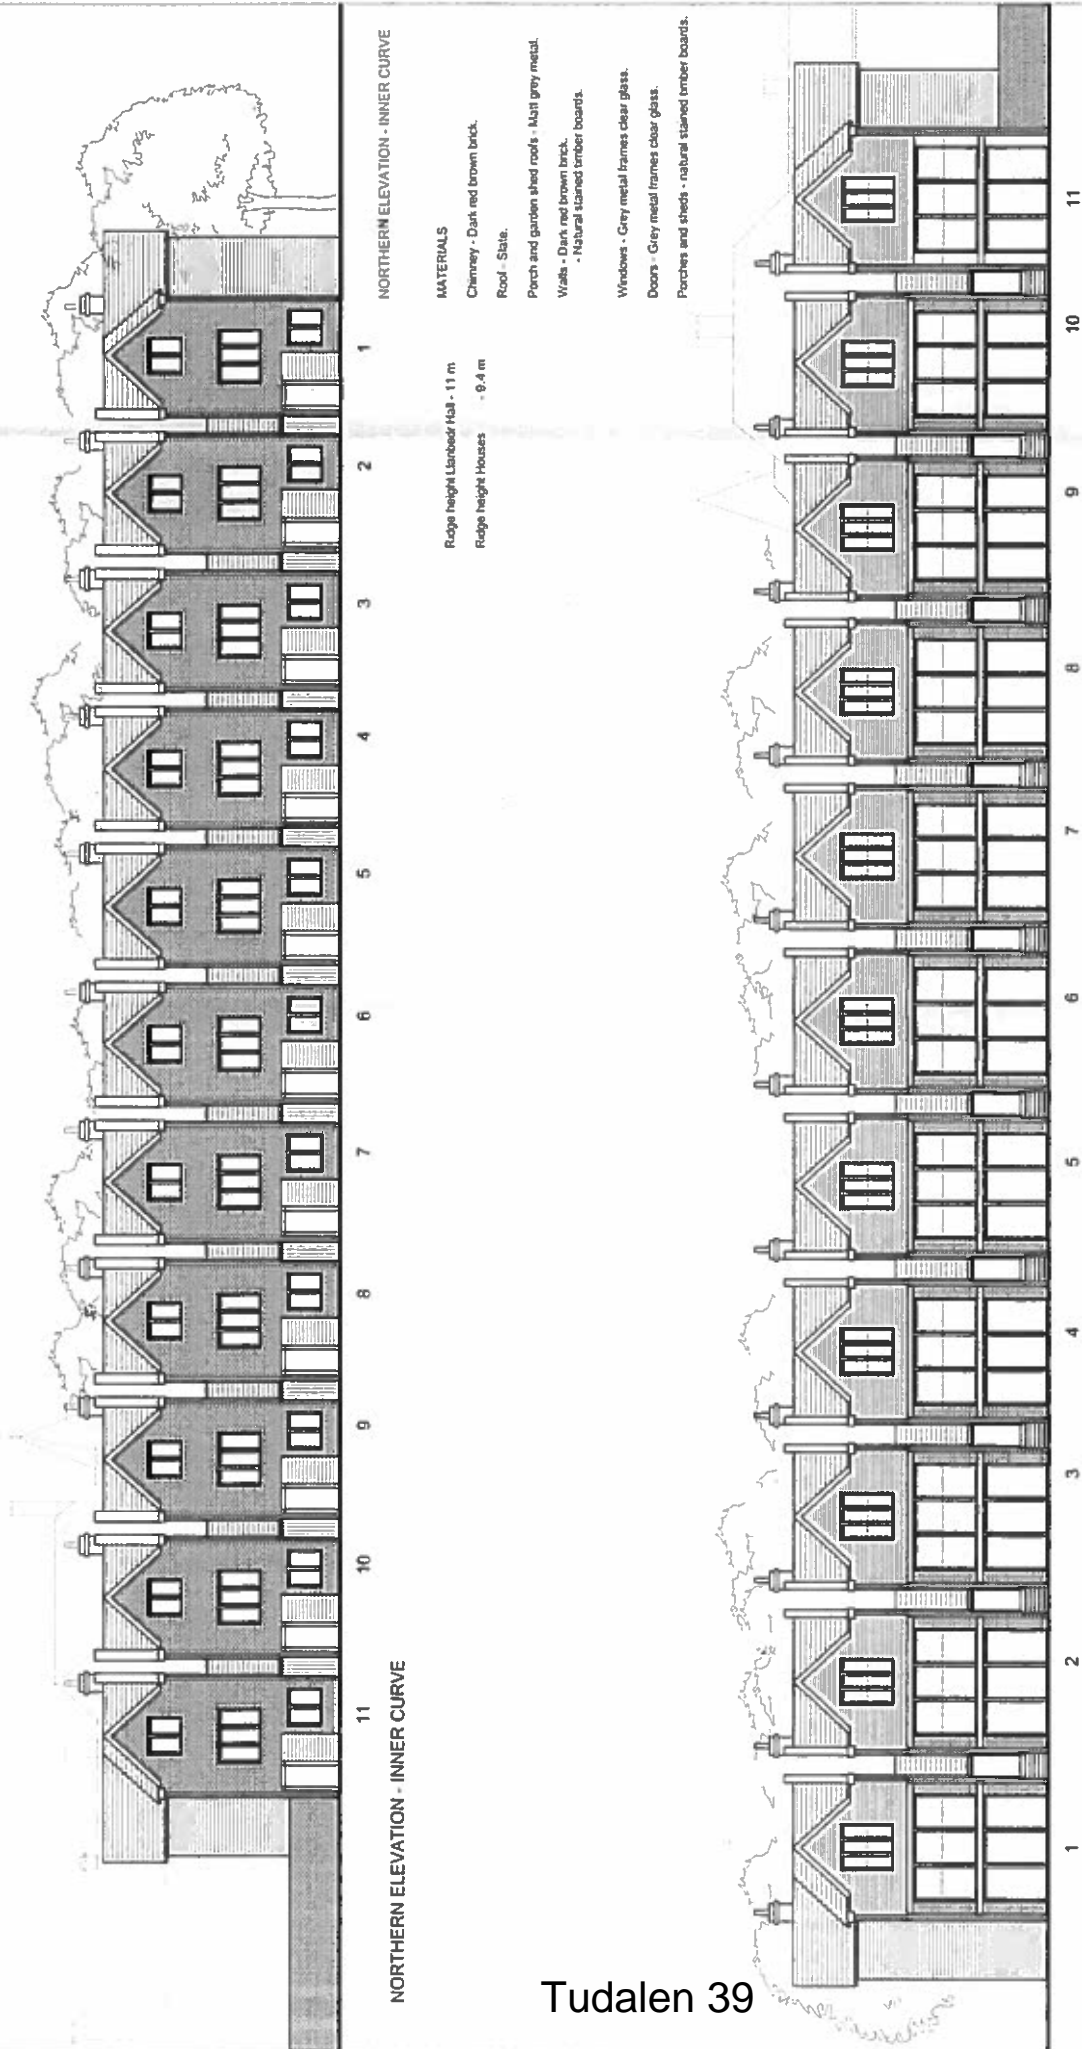 NORTHERN ELEVATION - INNER CURVE
MATERIALS
Chimney - Dark red brown brick.
Roof - Slate.
Porch and garden shed roofs - Matt grey metal.
Walls - Dark red brown brick.
- Natural stained timber boards.
Windows - Grey metal frames clear glass.
Doors - Grey metal frames clear glass.
Porches and sheds - natural stained timber boards.
Ridge height Llanbedr Hall - 11 m
Ridge height Houses - 9.4 m
11 10 9 8 7 6 5 4 3 2 1
NORTHERN ELEVATION - INNER CURVE
1 2 3 4 5 6 7 8 9 10 11
Tudalen 39